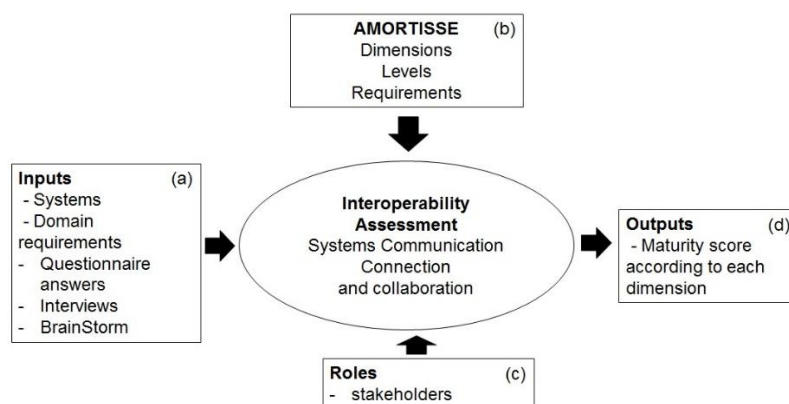 AMORTISSE (b)
Dimensions
Levels
Requirements
Inputs (a)
- Systems
- Domain
requirements
- Questionnaire
answers
- Interviews
- BrainStorm
Interoperability
Assessment
Systems Communication
Connection
and collaboration
Outputs (d)
- Maturity score
according to each
dimension
Roles (c)
- stakeholders